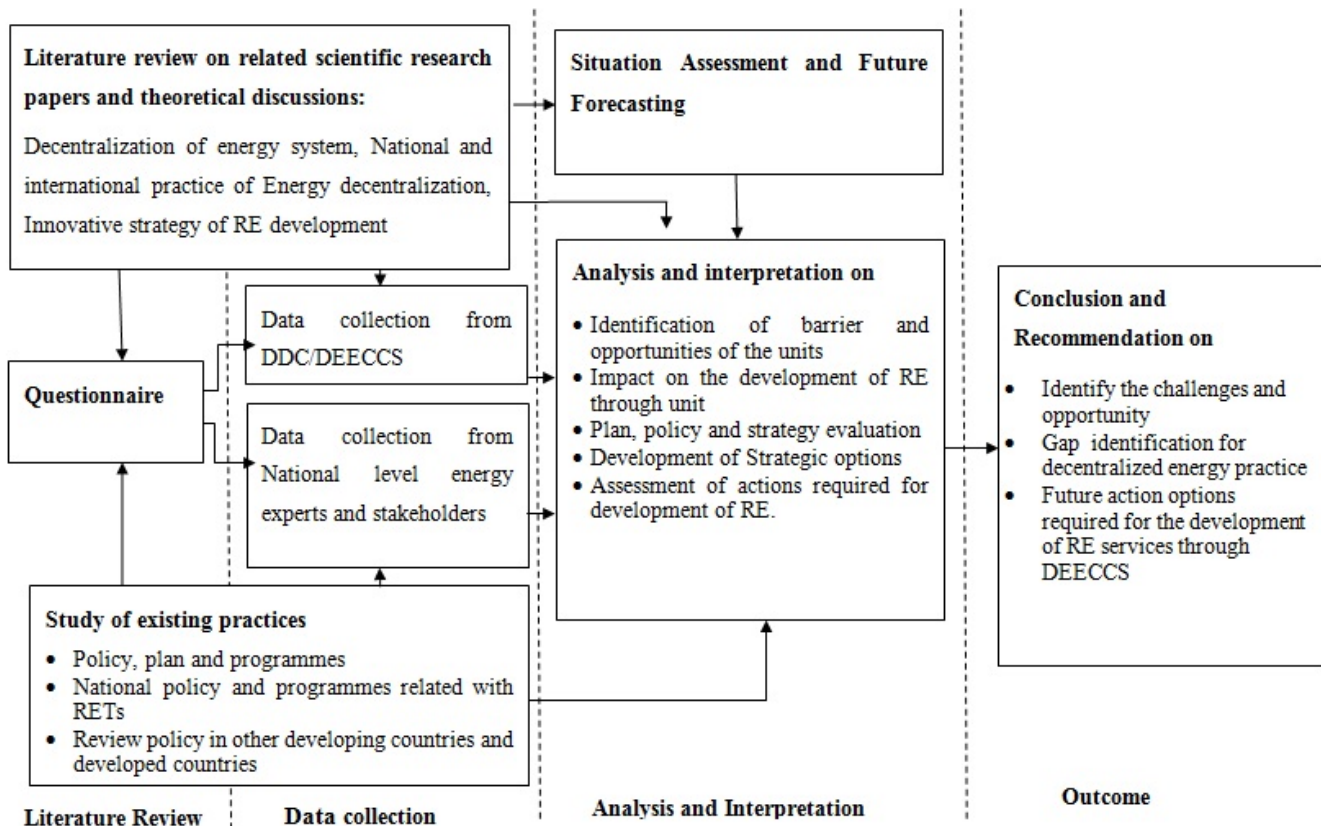 Literature review on related scientific research
papers and theoretical discussions:
Decentralization of energy system, National and
international practice of Energy decentralization,
Innovative strategy of RE development
Situation Assessment and Future
Forecasting
Questionnaire
Data collection from
DDC/DEECCS
Data collection from
National level energy
experts and stakeholders
Analysis and interpretation on
• Identification of barrier and
opportunities of the units
• Impact on the development of RE
through unit
• Plan, policy and strategy evaluation
• Development of Strategic options
• Assessment of actions required for
development of RE.
Conclusion and
Recommendation on
• Identify the challenges and
opportunity
• Gap identification for
decentralized energy practice
• Future action options
required for the development
of RE services through
DEECCS
Study of existing practices
• Policy, plan and programmes
• National policy and programmes related with
RETs
• Review policy in other developing countries and
developed countries
Literature Review
Data collection
Analysis and Interpretation
Outcome